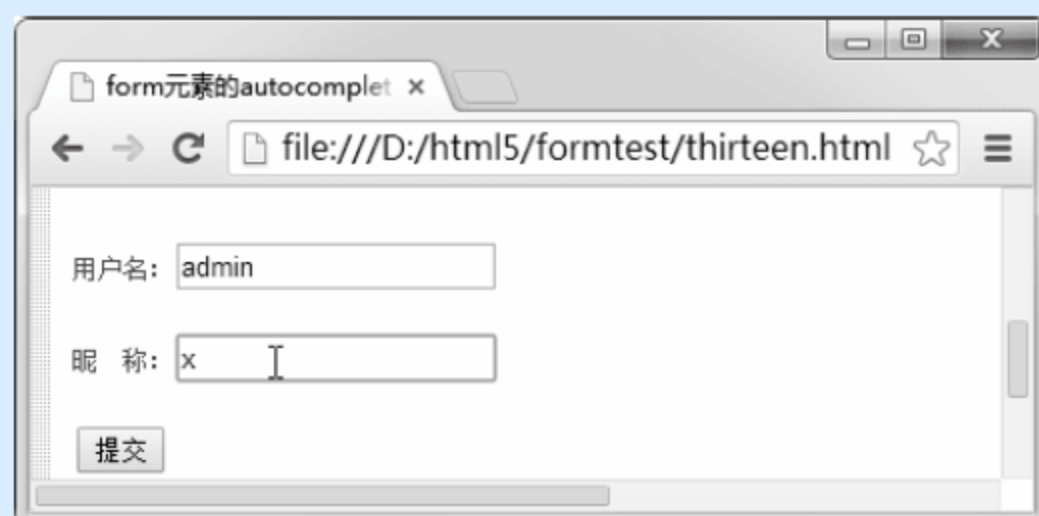 form元素的autocomplet
file:///D:/html5/formtest/thirteen.html
用户名: admin
昵 称: x
提交